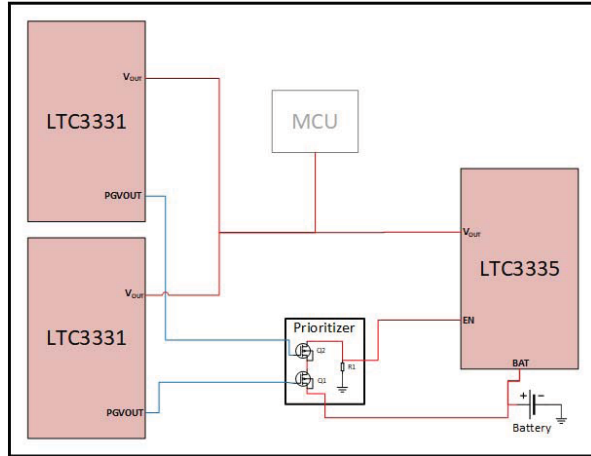 VOUT
LTC3331
PGVOUT
MCU
VOUT
LTC3331
PGVOUT
Prioritizer
Q2
R1
Q1
VOUT
LTC3335
EN
BAT
+ −
Battery